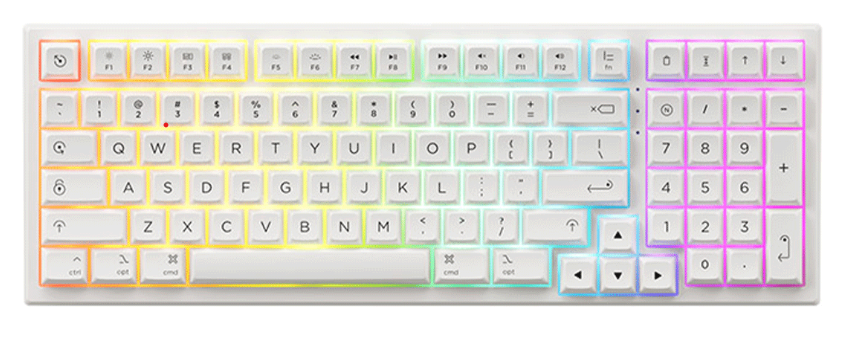 F1 F2 F3 F4 F5 F6 F7 F8 F9 F10 F11 F12 fn
~ ! @ # $ % ^ & * ( ) — +
` 1 2 3 4 5 6 7 8 9 0 - = N / * -
Q W E R T Y U I O P { } | 7 8 9 +
[ ] \
A S D F G H J K L : " 4 5 6
; '
Z X C V B N M < > ? 1 2 3
, . /
ctrl opt cmd cmd opt 0 .